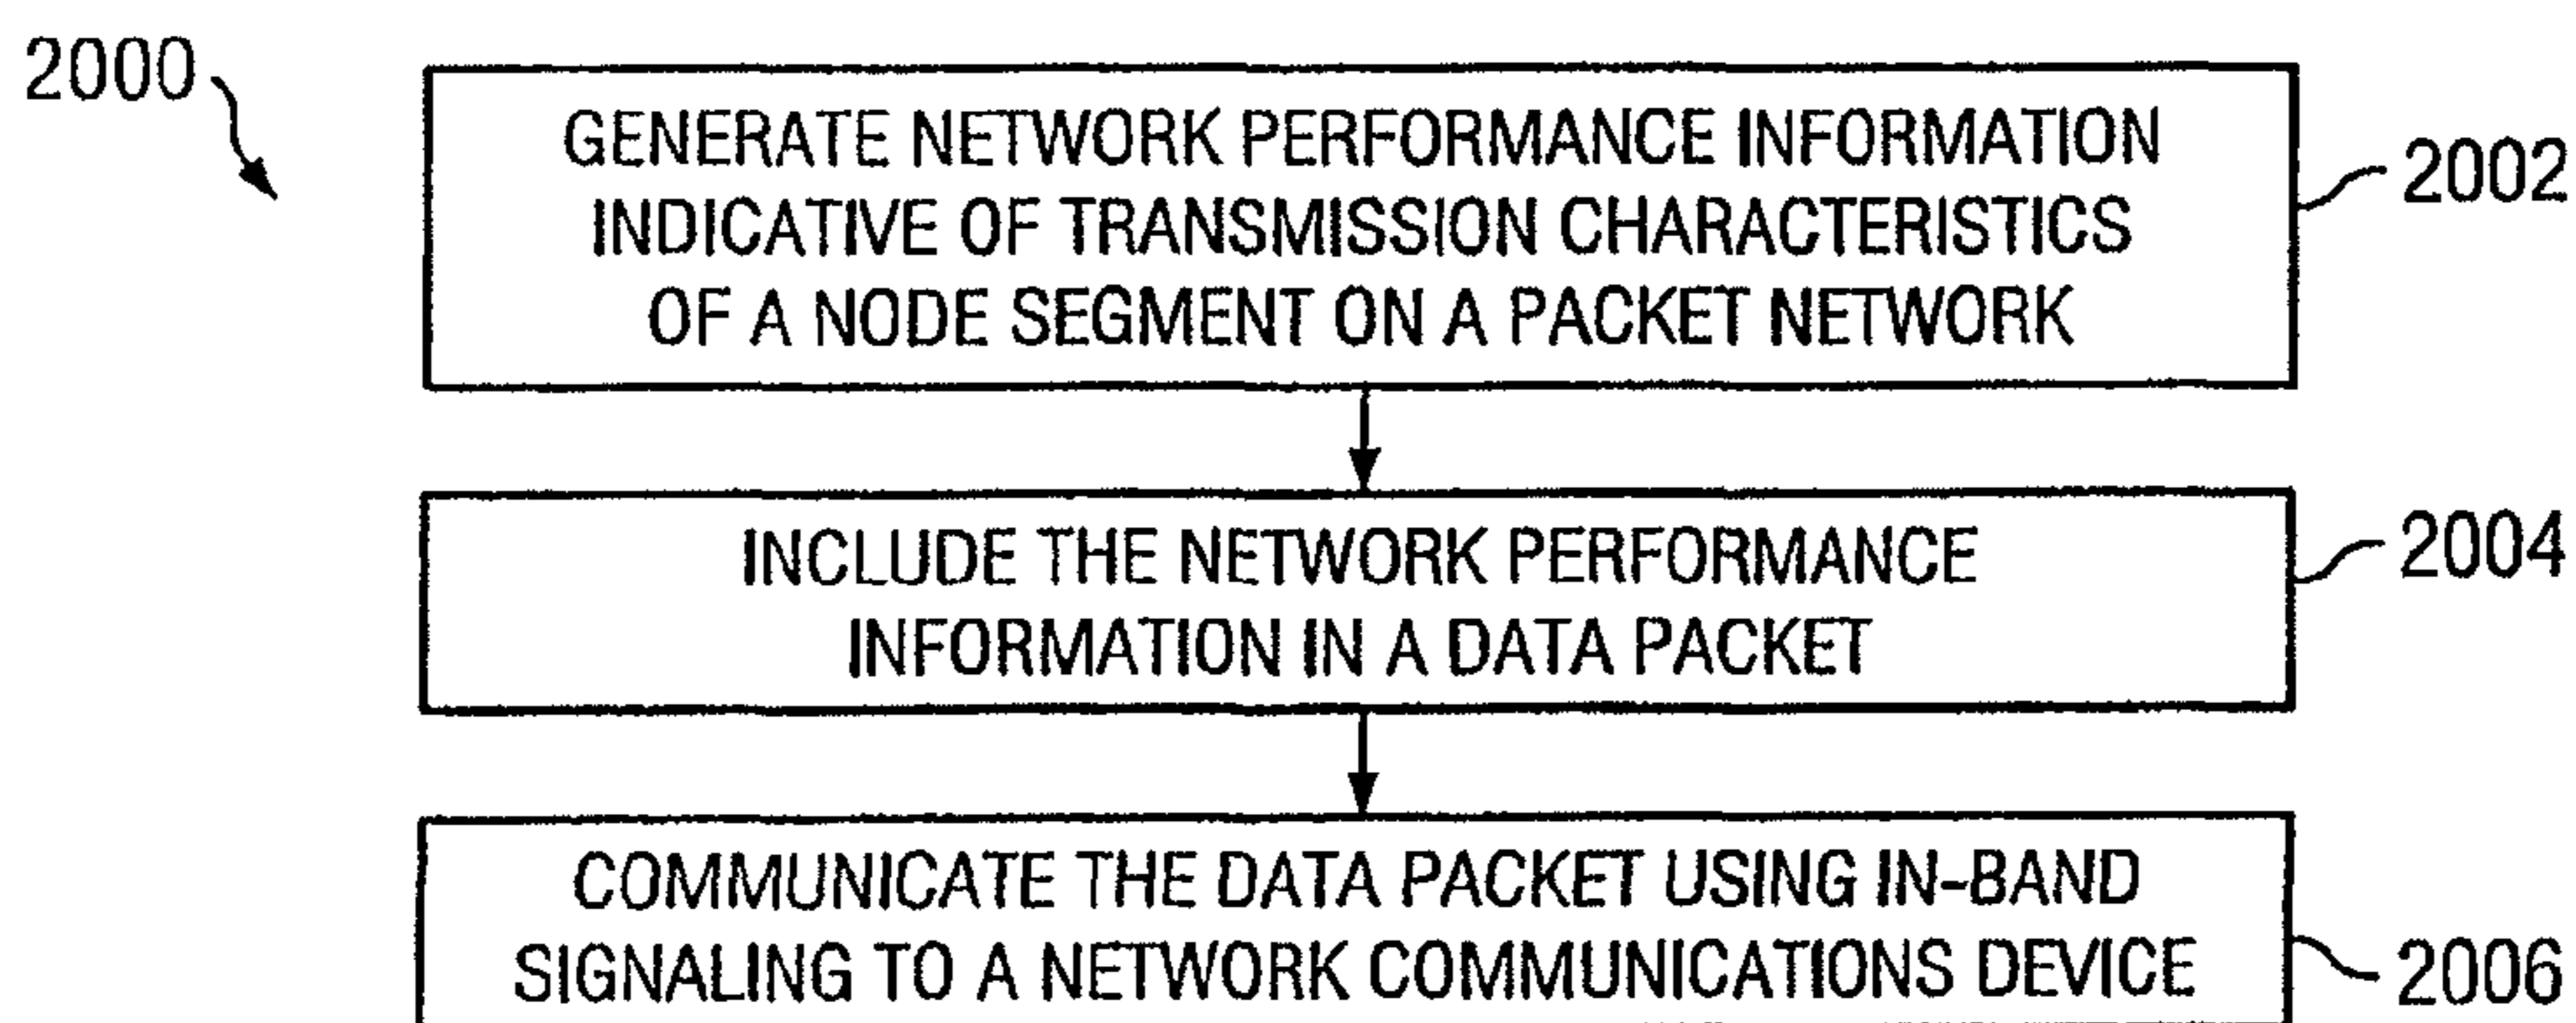 2000
GENERATE NETWORK PERFORMANCE INFORMATION
INDICATIVE OF TRANSMISSION CHARACTERISTICS
OF A NODE SEGMENT ON A PACKET NETWORK
2002
INCLUDE THE NETWORK PERFORMANCE
INFORMATION IN A DATA PACKET
2004
COMMUNICATE THE DATA PACKET USING IN-BAND
SIGNALING TO A NETWORK COMMUNICATIONS DEVICE
2006